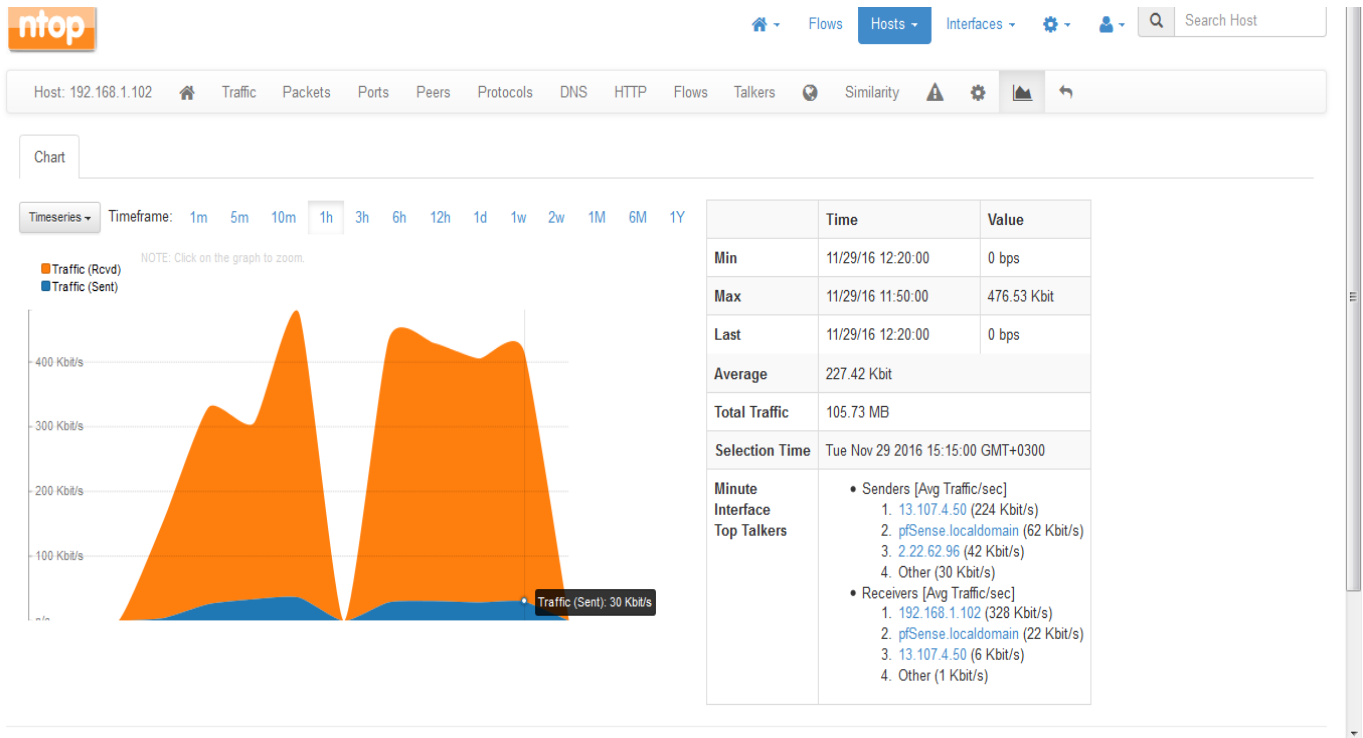 ntop
Flows Hosts Interfaces Search Host
Host: 192.168.1.102 Traffic Packets Ports Peers Protocols DNS HTTP Flows Talkers Similarity
Chart
Timeseries Timeframe: 1m 5m 10m 1h 3h 6h 12h 1d 1w 2w 1M 6M 1Y
NOTE: Click on the graph to zoom.
Traffic (Rcvd)
Traffic (Sent)
400 Kbit/s
300 Kbit/s
200 Kbit/s
100 Kbit/s
Traffic (Sent): 30 Kbit/s
Time Value
Min 11/29/16 12:20:00 0 bps
Max 11/29/16 11:50:00 476.53 Kbit
Last 11/29/16 12:20:00 0 bps
Average 227.42 Kbit
Total Traffic 105.73 MB
Selection Time Tue Nov 29 2016 15:15:00 GMT+0300
Minute
Interface
Top Talkers
• Senders [Avg Traffic/sec]
1. 13.107.4.50 (224 Kbit/s)
2. pfSense.localdomain (62 Kbit/s)
3. 2.22.62.96 (42 Kbit/s)
4. Other (30 Kbit/s)
• Receivers [Avg Traffic/sec]
1. 192.168.1.102 (328 Kbit/s)
2. pfSense.localdomain (22 Kbit/s)
3. 13.107.4.50 (6 Kbit/s)
4. Other (1 Kbit/s)